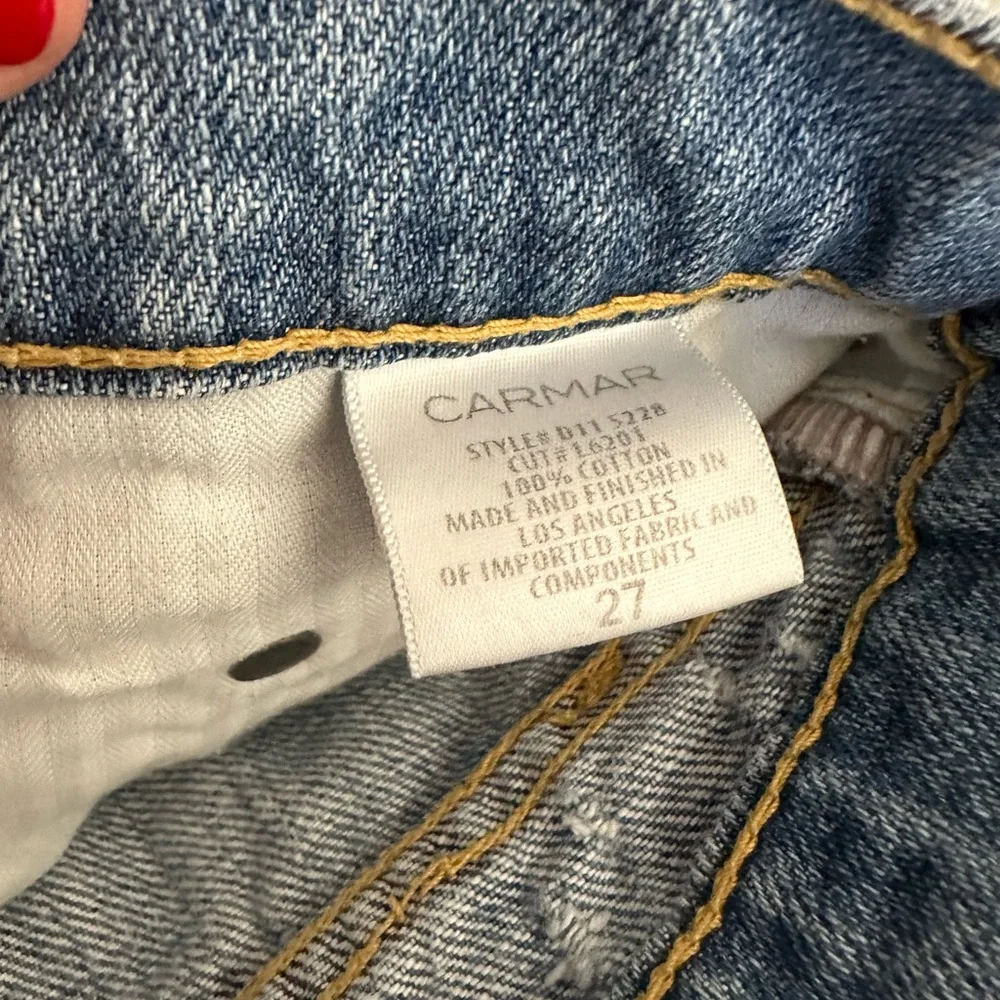 CARMAR
STYLE# D11 5228
CUT# L6201
100% COTTON
MADE AND FINISHED IN
LOS ANGELES
OF IMPORTED FABRIC AND
COMPONENTS
27